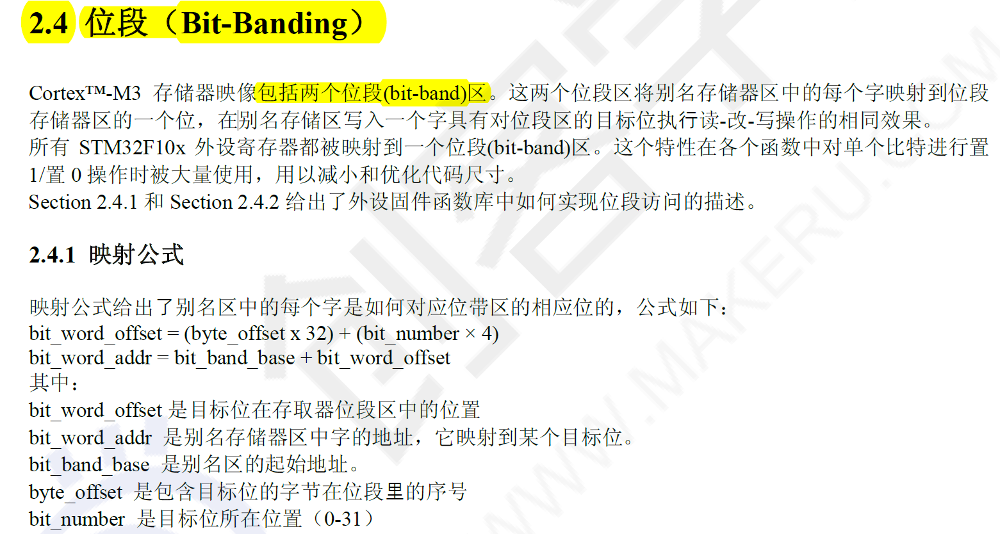 2.4 位段（Bit-Banding）
Cortex™-M3 存储器映像包括两个位段(bit-band)区。这两个位段区将别名存储器区中的每个字映射到位段
存储器区的一个位，在别名存储区写入一个字具有对位段区的目标位执行读-改-写操作的相同效果。
所有 STM32F10x 外设寄存器都被映射到一个位段(bit-band)区。这个特性在各个函数中对单个比特进行置
1/置 0 操作时被大量使用，用以减小和优化代码尺寸。
Section 2.4.1 和 Section 2.4.2 给出了外设固件函数库中如何实现位段访问的描述。
2.4.1 映射公式
映射公式给出了别名区中的每个字是如何对应位带区的相应位的，公式如下：
bit_word_offset = (byte_offset x 32) + (bit_number × 4)
bit_word_addr = bit_band_base + bit_word_offset
其中：
bit_word_offset 是目标位在存取器位段区中的位置
bit_word_addr 是别名存储器区中字的地址，它映射到某个目标位。
bit_band_base 是别名区的起始地址。
byte_offset 是包含目标位的字节在位段里的序号
bit_number 是目标位所在位置（0-31）
创客学
WWW.MAKERU.COM